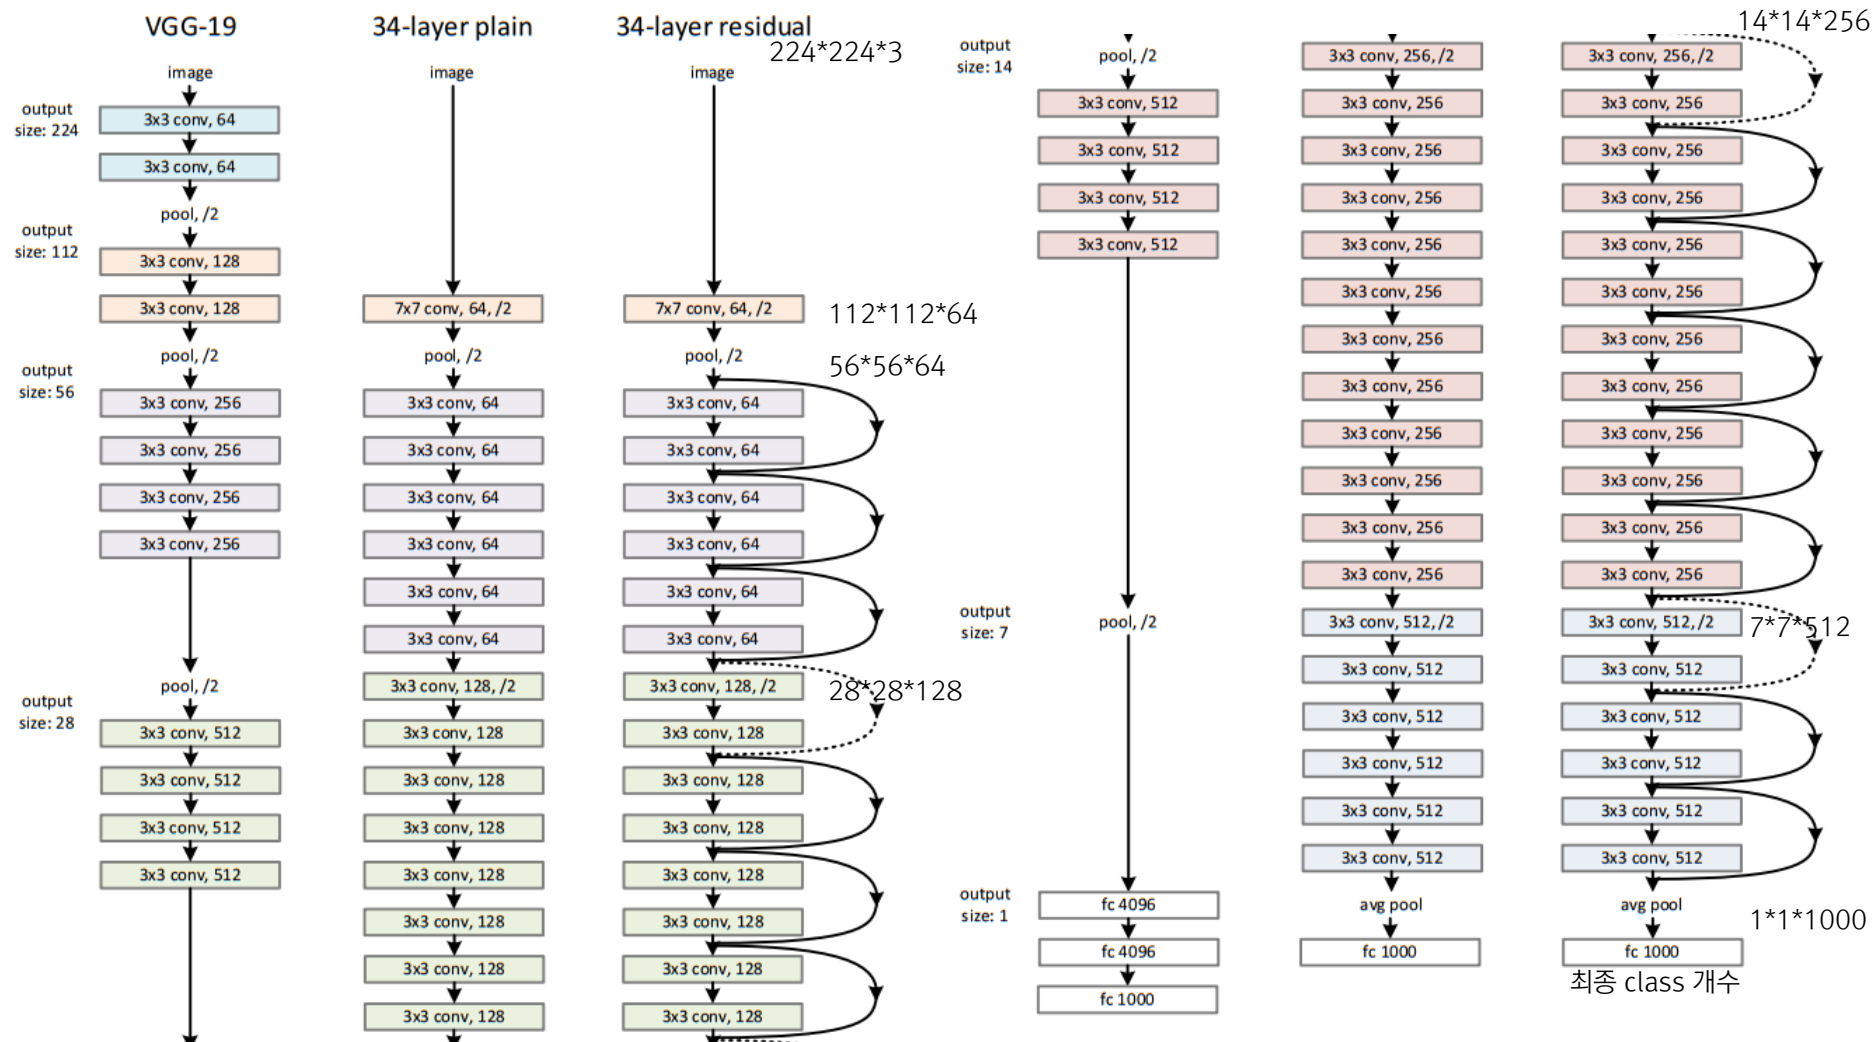 VGG-19
image
output
size: 224
3x3 conv, 64
3x3 conv, 64
pool, /2
output
size: 112
3x3 conv, 128
3x3 conv, 128
pool, /2
output
size: 56
3x3 conv, 256
3x3 conv, 256
3x3 conv, 256
3x3 conv, 256
pool, /2
output
size: 28
3x3 conv, 512
3x3 conv, 512
3x3 conv, 512
3x3 conv, 512
34-layer plain
image
7x7 conv, 64, /2
pool, /2
3x3 conv, 64
3x3 conv, 64
3x3 conv, 64
3x3 conv, 64
3x3 conv, 64
3x3 conv, 64
3x3 conv, 128, /2
3x3 conv, 128
3x3 conv, 128
3x3 conv, 128
3x3 conv, 128
3x3 conv, 128
3x3 conv, 128
3x3 conv, 128
34-layer residual
224*224*3
image
7x7 conv, 64, /2
112*112*64
pool, /2
56*56*64
3x3 conv, 64
3x3 conv, 64
3x3 conv, 64
3x3 conv, 64
3x3 conv, 64
3x3 conv, 64
3x3 conv, 128, /2
28*28*128
3x3 conv, 128
3x3 conv, 128
3x3 conv, 128
3x3 conv, 128
3x3 conv, 128
3x3 conv, 128
3x3 conv, 128
output
size: 14
pool, /2
3x3 conv, 512
3x3 conv, 512
3x3 conv, 512
3x3 conv, 512
output
size: 7
pool, /2
output
size: 1
fc 4096
fc 4096
fc 1000
3x3 conv, 256, /2
3x3 conv, 256
3x3 conv, 256
3x3 conv, 256
3x3 conv, 256
3x3 conv, 256
3x3 conv, 256
3x3 conv, 256
3x3 conv, 256
3x3 conv, 256
3x3 conv, 256
3x3 conv, 256
3x3 conv, 512, /2
3x3 conv, 512
3x3 conv, 512
3x3 conv, 512
3x3 conv, 512
3x3 conv, 512
avg pool
fc 1000
14*14*256
3x3 conv, 256, /2
3x3 conv, 256
3x3 conv, 256
3x3 conv, 256
3x3 conv, 256
3x3 conv, 256
3x3 conv, 256
3x3 conv, 256
3x3 conv, 256
3x3 conv, 256
3x3 conv, 256
3x3 conv, 256
3x3 conv, 512, /2
7*7*512
3x3 conv, 512
3x3 conv, 512
3x3 conv, 512
3x3 conv, 512
3x3 conv, 512
avg pool
1*1*1000
fc 1000
최종 class 개수